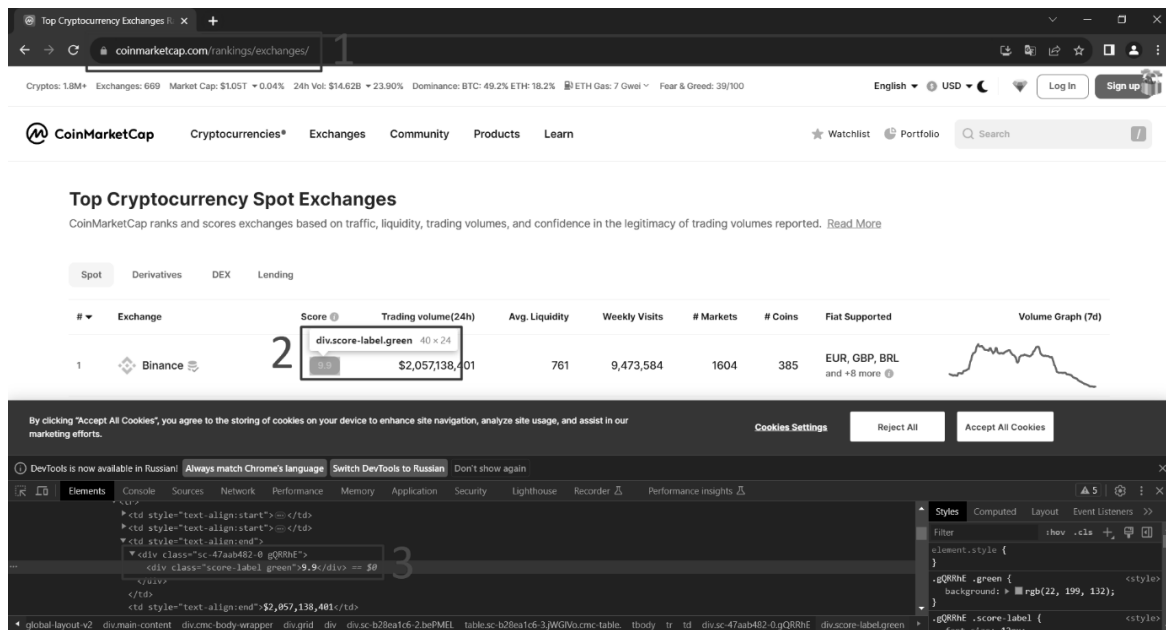 Top Cryptocurrency Exchanges R
coinmarketcap.com/rankings/exchanges/ 1
Cryptos: 1.8M+ Exchanges: 669 Market Cap: $1.05T 0.04% 24h Vol: $14.62B 23.90% Dominance: BTC: 49.2% ETH: 18.2% ETH Gas: 7 Gwei Fear & Greed: 39/100 English USD Log In Sign up
CoinMarketCap Cryptocurrencies Exchanges Community Products Learn Watchlist Portfolio Search /
Top Cryptocurrency Spot Exchanges
CoinMarketCap ranks and scores exchanges based on traffic, liquidity, trading volumes, and confidence in the legitimacy of trading volumes reported. Read More
Spot Derivatives DEX Lending
# Exchange Score Trading volume(24h) Avg. Liquidity Weekly Visits # Markets # Coins Fiat Supported Volume Graph (7d)
2 div.score-label.green 40 × 24
1 Binance 9.9 $2,057,138,401 761 9,473,584 1604 385 EUR, GBP, BRL
and +8 more
By clicking "Accept All Cookies", you agree to the storing of cookies on your device to enhance site navigation, analyze site usage, and assist in our
marketing efforts.
Cookies Settings Reject All Accept All Cookies
DevTools is now available in Russian! Always match Chrome's language Switch DevTools to Russian Don't show again
Elements Console Sources Network Performance Memory Application Security Lighthouse Recorder Performance insights 5
<td style="text-align:start">…</td>
<td style="text-align:start">…</td>
<td style="text-align:end">
<div class="sc-47aab482-0 gQRRhE">
<div class="score-label green">9.9</div> == $0
3
</div>
</td>
<td style="text-align:end">$2,057,138,401</td>
global-layout-v2 div.main-content div.cmc-body-wrapper div.grid div div.sc-b28ea1c6-2.bePMEL table.sc-b28ea1c6-3.jWGIVo.cmc-table. tbody tr td div.sc-47aab482-0.gQRRhE div.score-label.green
Styles Computed Layout Event Listeners
Filter :hov .cls
element.style {
}
.gQRRhE .green { <style>
background: rgb(22, 199, 132);
}
.gQRRhE .score-label { <style>